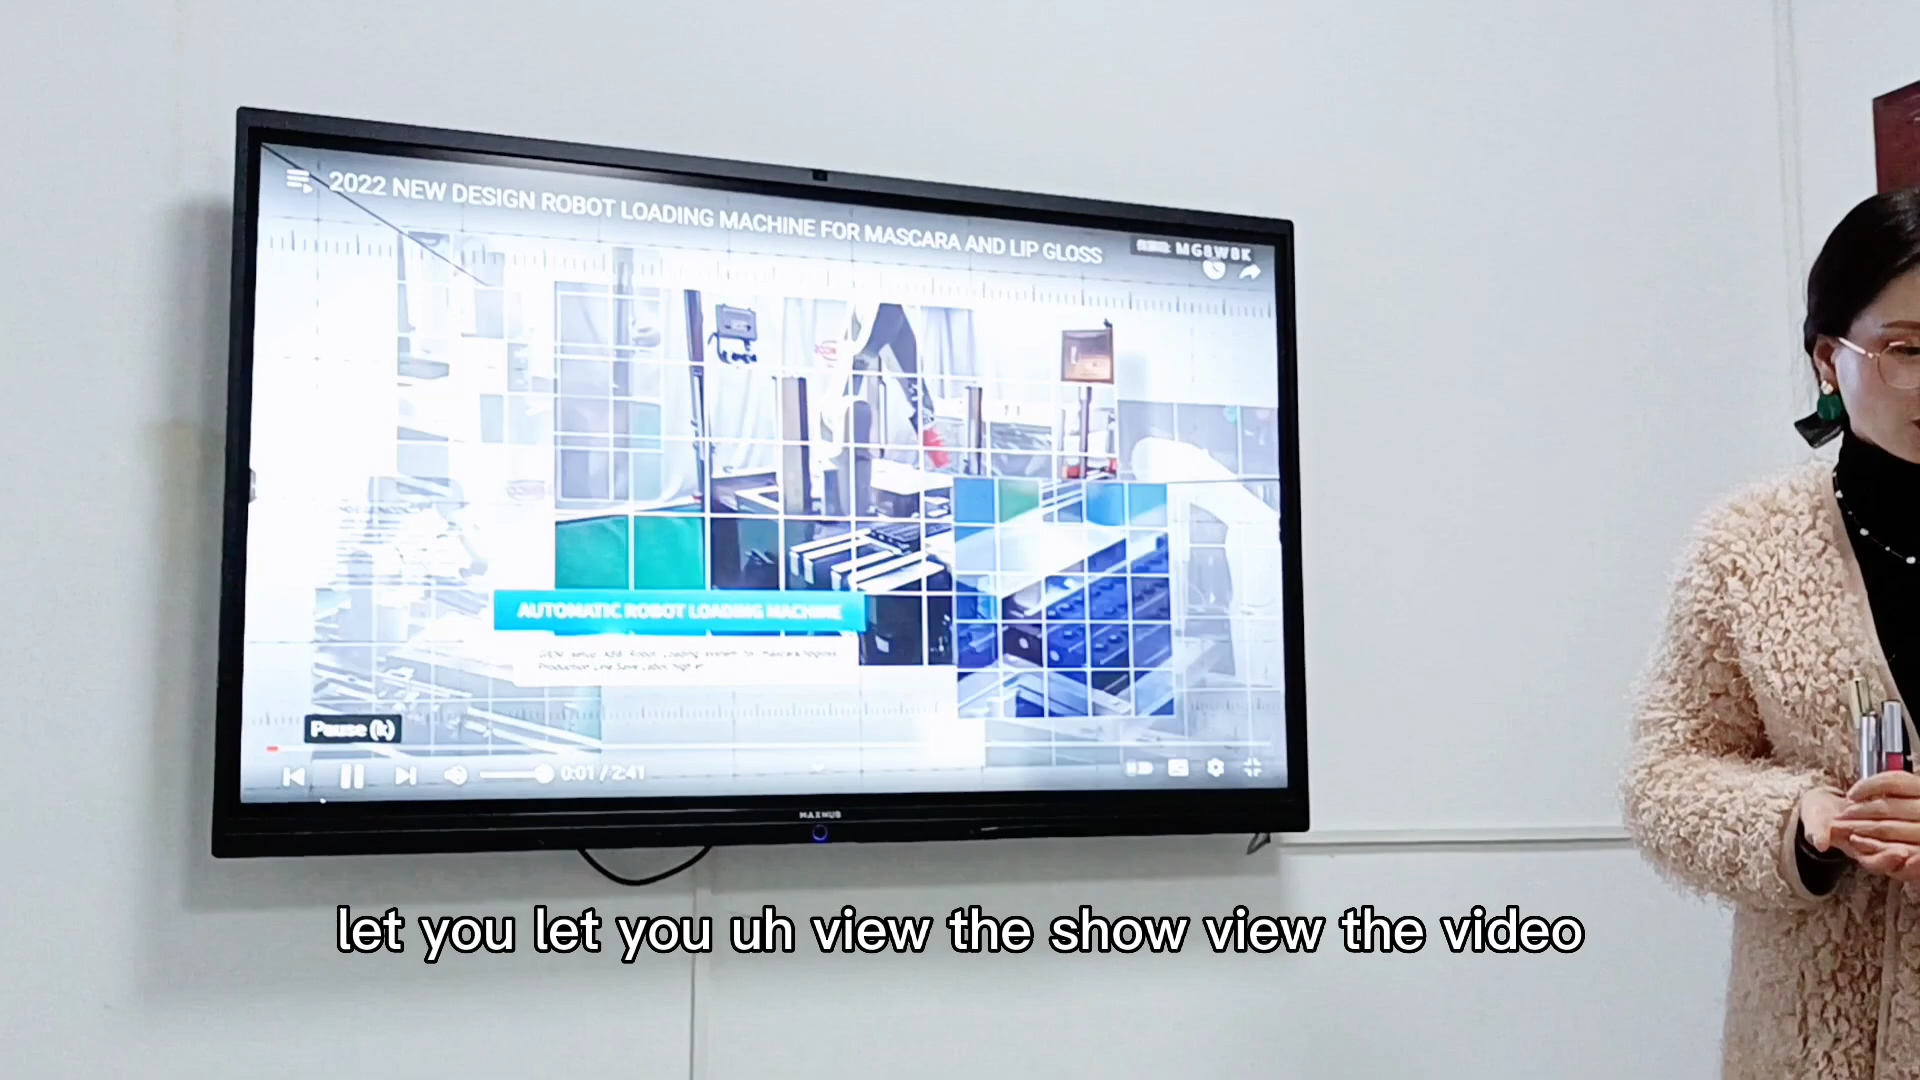 2022 NEW DESIGN ROBOT LOADING MACHINE FOR MASCARA AND LIP GLOSS
MG8WBK
AUTOMATIC ROBOT LOADING MACHINE
Pause (k)
0:01 / 2:41
MAXHUB
let you let you uh view the show view the video